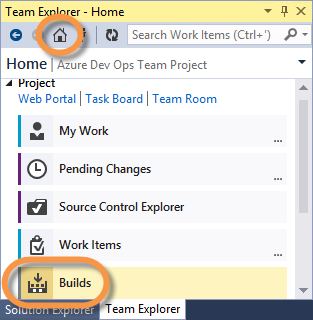 Team Explorer - Home
Search Work Items (Ctrl+')
Home | Azure Dev Ops Team Project
Project
Web Portal | Task Board | Team Room
My Work
...
Pending Changes
...
Source Control Explorer
Work Items
...
Builds
Solution Explorer Team Explorer